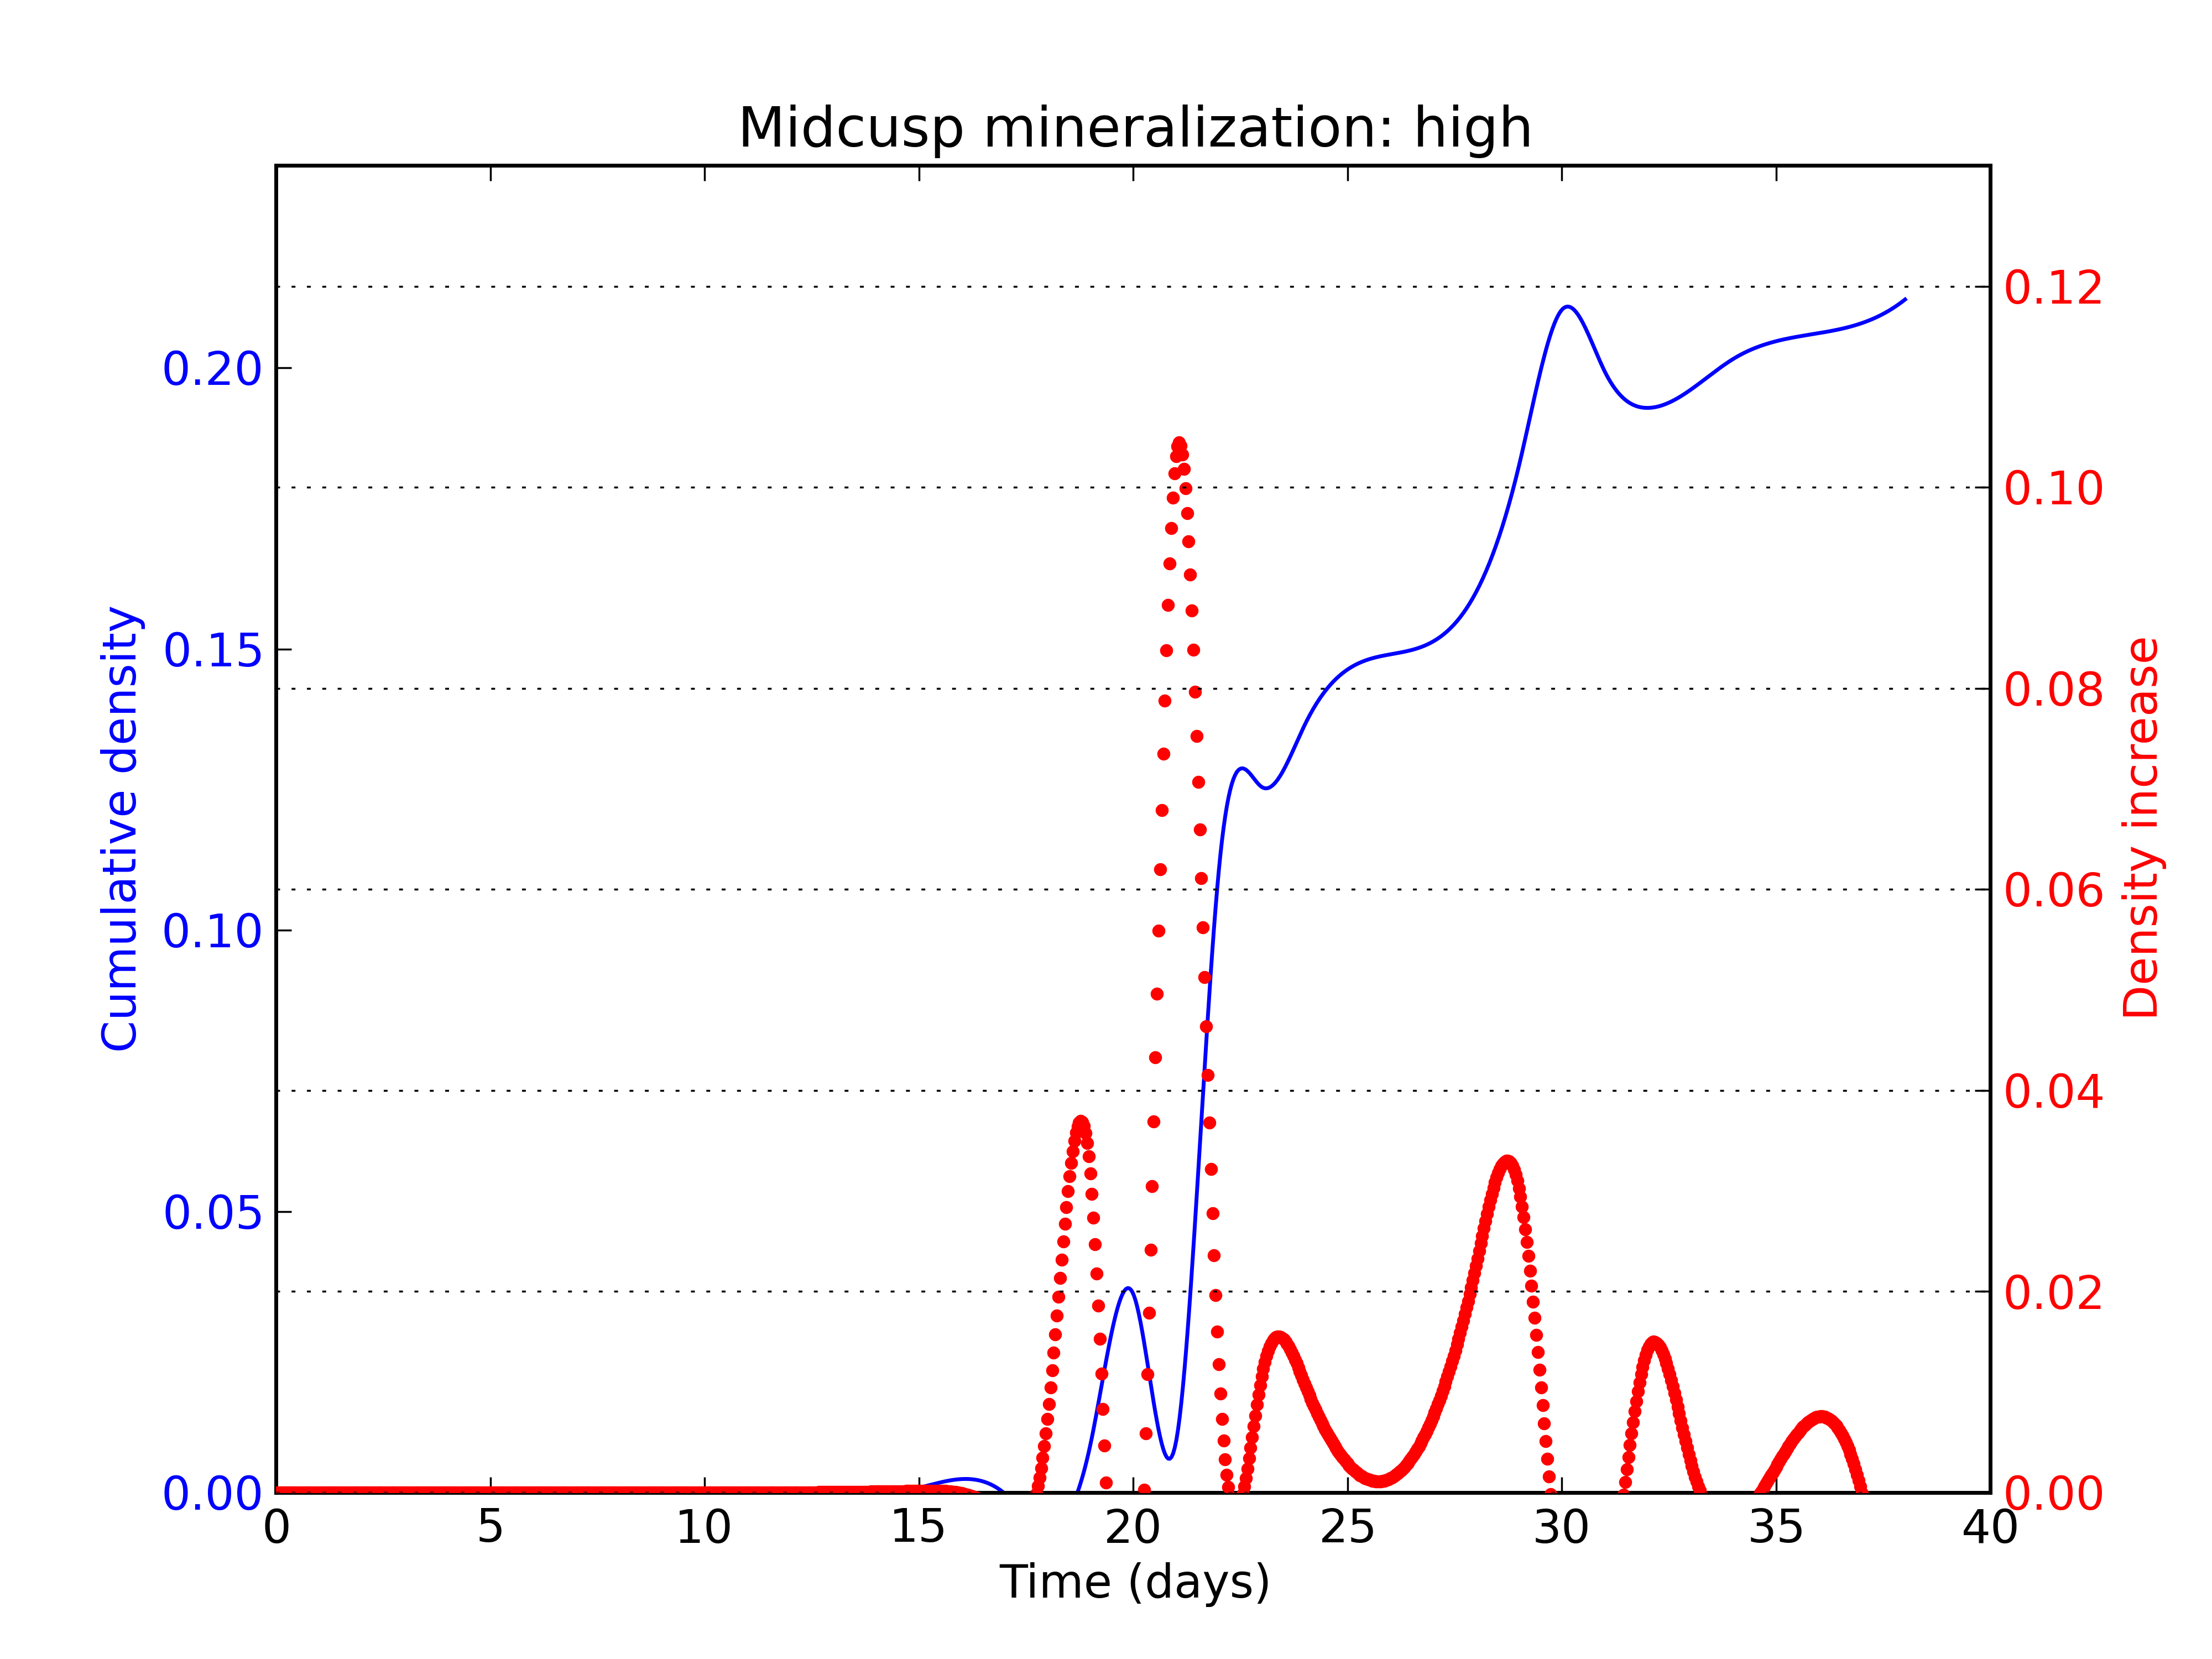 Midcusp mineralization: high
Cumulative density
0.20
0.15
0.10
0.05
0.00
0.12
0.10
0.08
0.06
0.04
0.02
0.00
Density increase
0 5 10 15 20 25 30 35 40
Time (days)